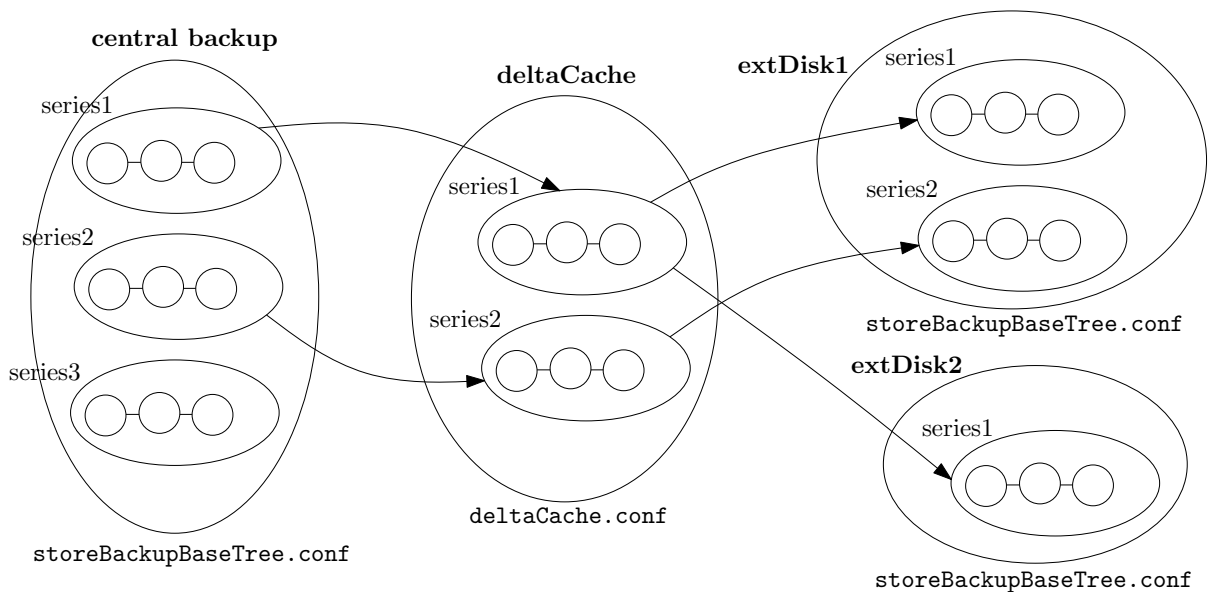 central backup
series1
series2
series3
storeBackupBaseTree.conf
deltaCache
series1
series2
deltaCache.conf
extDisk1
series1
series2
storeBackupBaseTree.conf
extDisk2
series1
storeBackupBaseTree.conf